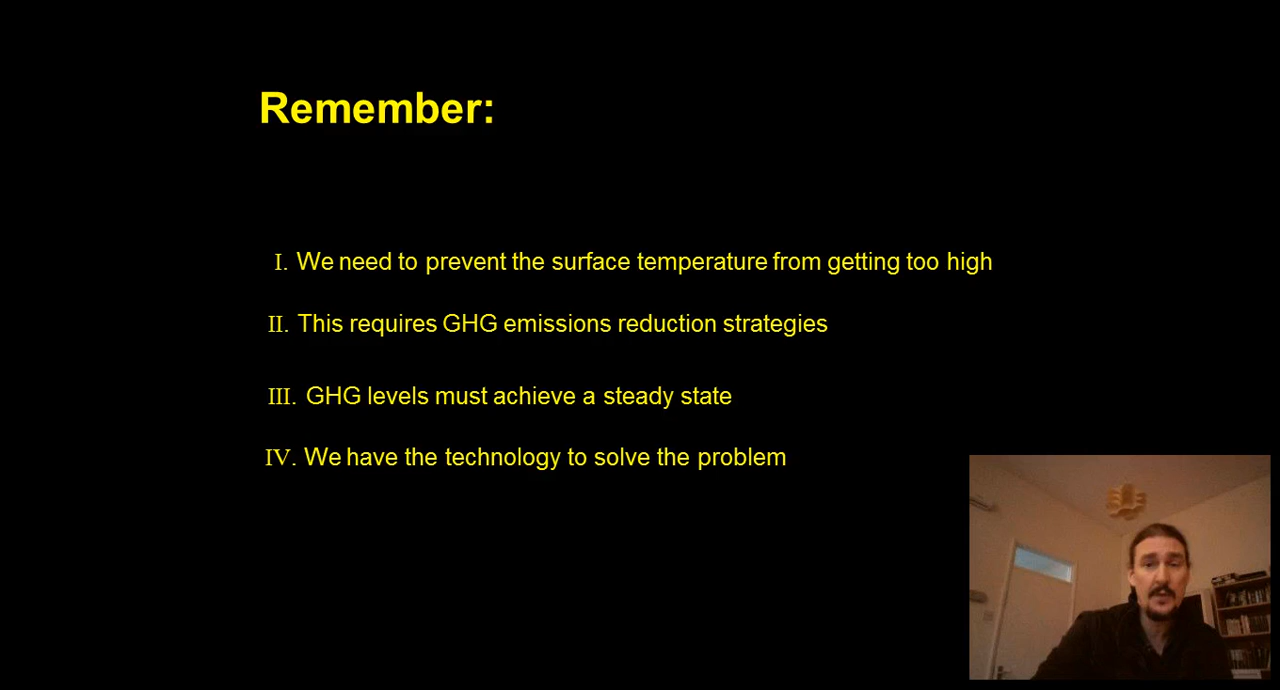 Remember:
I. We need to prevent the surface temperature from getting too high
II. This requires GHG emissions reduction strategies
III. GHG levels must achieve a steady state
IV. We have the technology to solve the problem